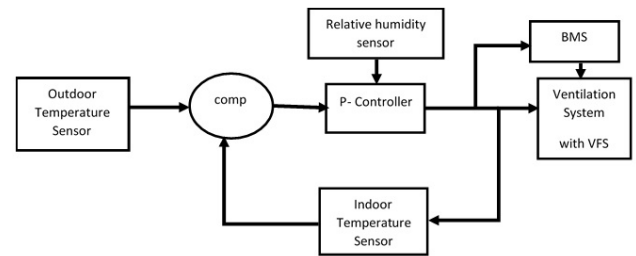 Relative humidity
sensor
BMS
Outdoor
Temperature
Sensor
comp
P- Controller
Ventilation
System
with VFS
Indoor
Temperature
Sensor